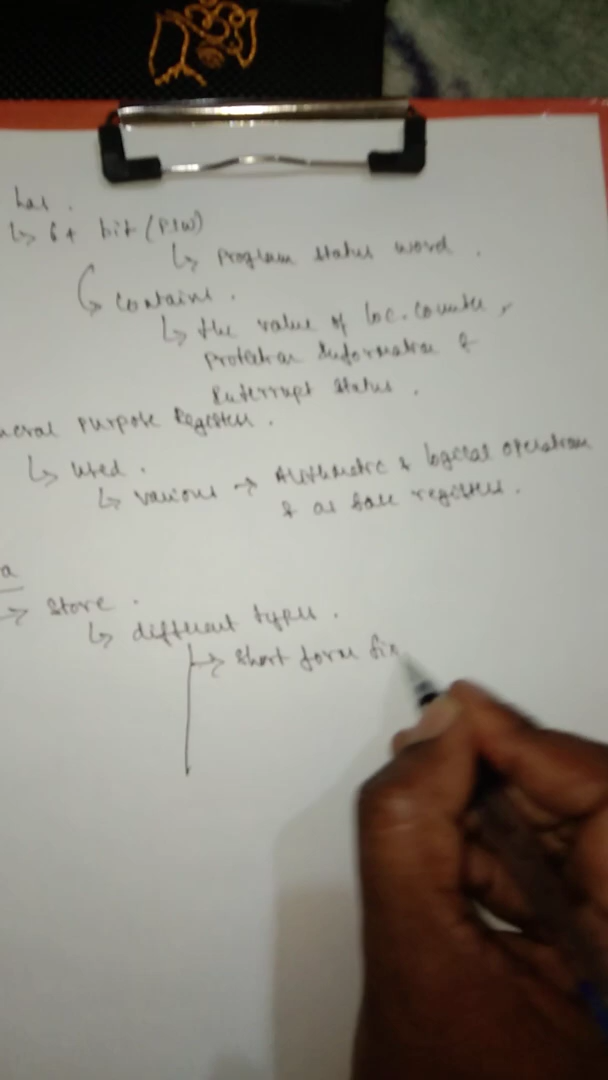 has.
↳ 64 bit (PSW)
↳ Program status word.
↳ Contains.
↳ the value of loc. counter,
Protection Information &
Interrupt status.
neral purpose Registers.
↳ used.
↳ various → Arithmetic & logical operations
& as base registers.
a
→ Store.
↳ different types.
→ short form fix